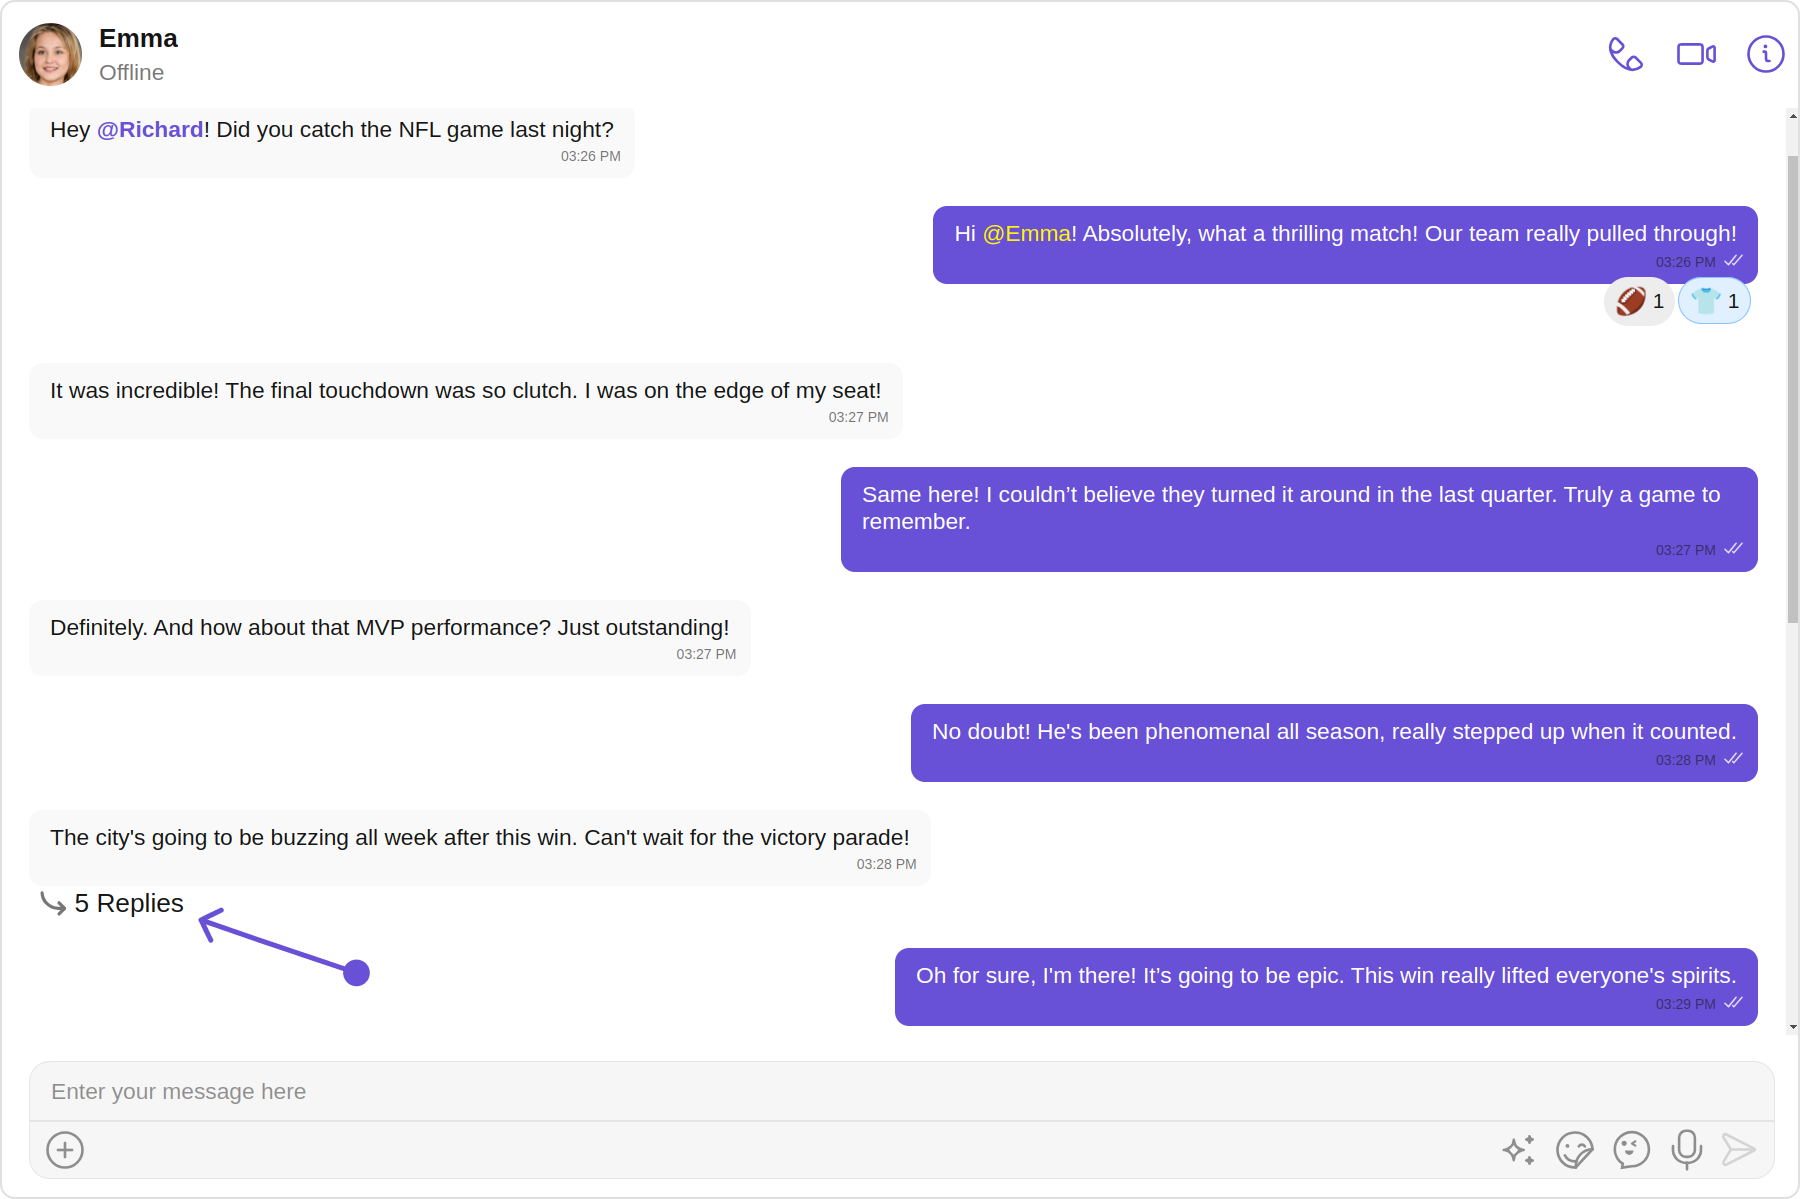 Emma
Offline
Hey @Richard! Did you catch the NFL game last night?
03:26 PM
Hi @Emma! Absolutely, what a thrilling match! Our team really pulled through!
03:26 PM
1 1
It was incredible! The final touchdown was so clutch. I was on the edge of my seat!
03:27 PM
Same here! I couldn’t believe they turned it around in the last quarter. Truly a game to
remember.
03:27 PM
Definitely. And how about that MVP performance? Just outstanding!
03:27 PM
No doubt! He's been phenomenal all season, really stepped up when it counted.
03:28 PM
The city's going to be buzzing all week after this win. Can't wait for the victory parade!
03:28 PM
5 Replies
Oh for sure, I'm there! It’s going to be epic. This win really lifted everyone's spirits.
03:29 PM
Enter your message here